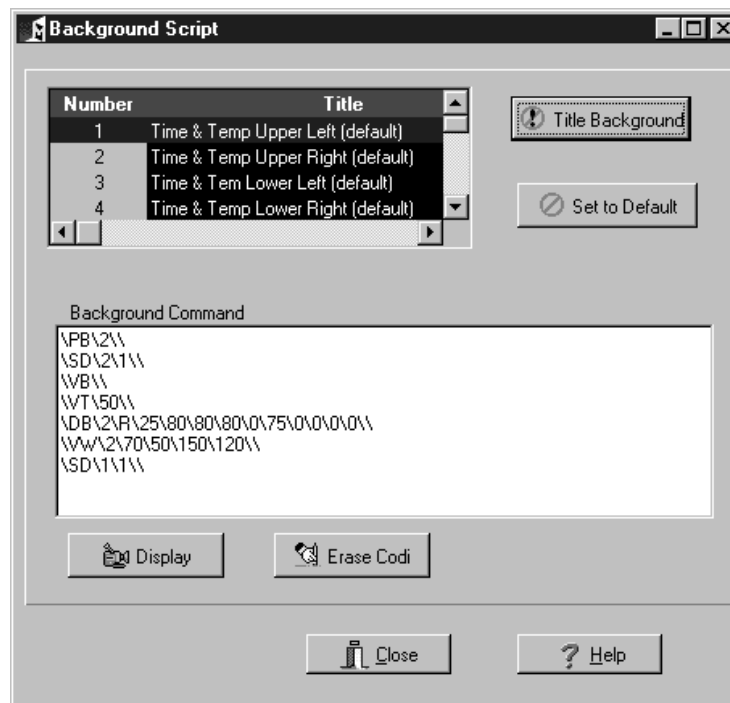 Background Script
Number Title
1 Time & Temp Upper Left (default)
2 Time & Temp Upper Right (default)
3 Time & Tem Lower Left (default)
4 Time & Temp Lower Right (default)
Title Background
Set to Default
Background Command
\PB\2\\
\SD\2\1\\
\VB\\
\VT\50\\
\DB\2\R\25\80\80\80\0\75\0\0\0\0\\
\VW\2\70\50\150\120\\
\SD\1\1\\
Display
Erase Codi
Close
Help